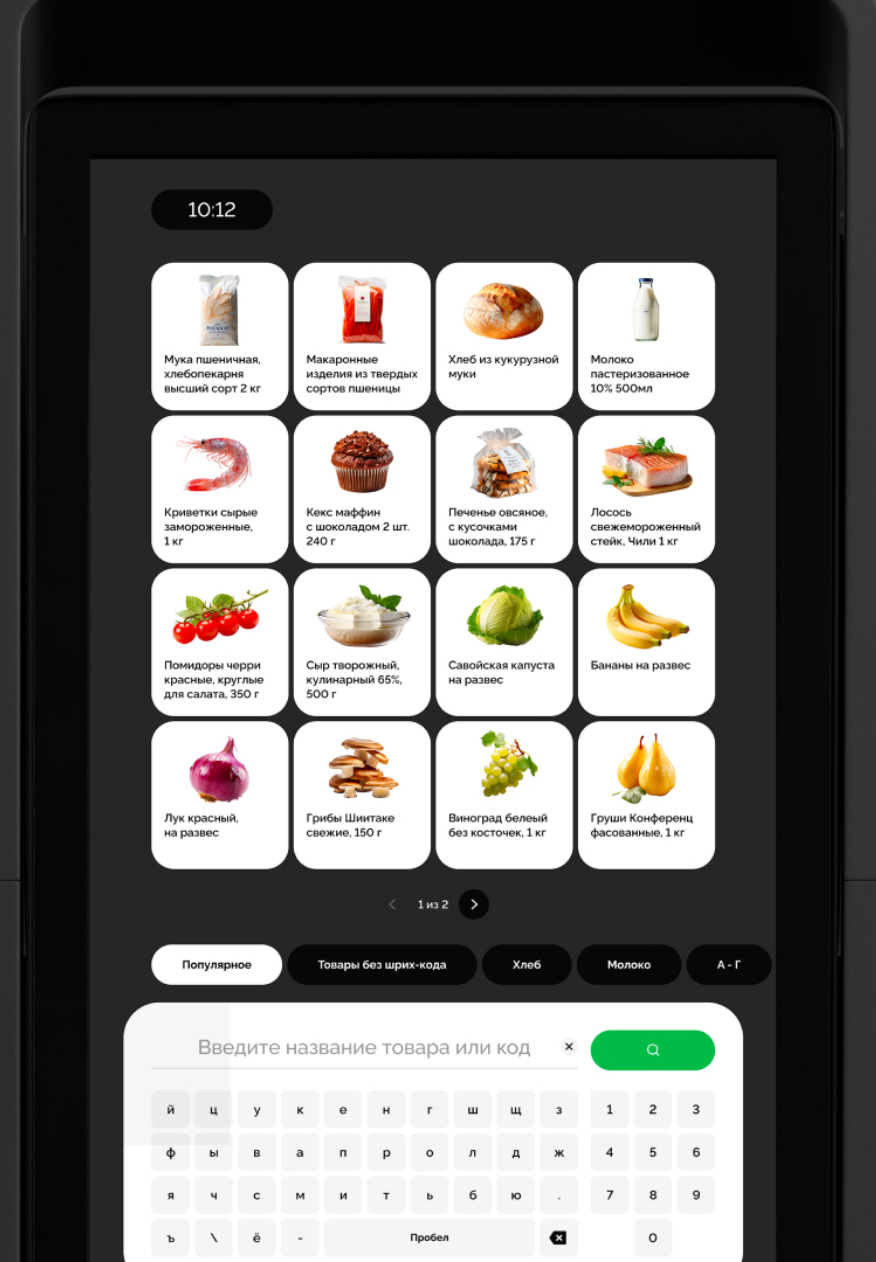 10:12
Мука пшеничная,
хлебопекарня
высший сорт 2 кг
Макаронные
изделия из твердых
сортов пшеницы
Хлеб из кукурузной
муки
Молоко
пастеризованное
10% 500мл
Криветки сырые
замороженные,
1 кг
Кекс маффин
с шоколадом 2 шт.
240 г
Печенье овсяное,
с кусочками
шоколада, 175 г
Лосось
свежемороженный
стейк, Чили 1 кг
Помидоры черри
красные, круглые
для салата, 350 г
Сыр творожный,
кулинарный 65%,
500 г
Савойская капуста
на развес
Бананы на развес
Лук красный,
на развес
Грибы Шиитаке
свежие, 150 г
Виноград белеый
без косточек, 1 кг
Груши Конференц
фасованные, 1 кг
< 1 из 2 >
Популярное Товары без шрих-кода Хлеб Молоко А - Г
Введите название товара или код ×
й ц у к е н г ш щ з 1 2 3
ф ы в а п р о л д ж 4 5 6
я ч с м и т ь б ю . 7 8 9
ъ \ ё - Пробел 0